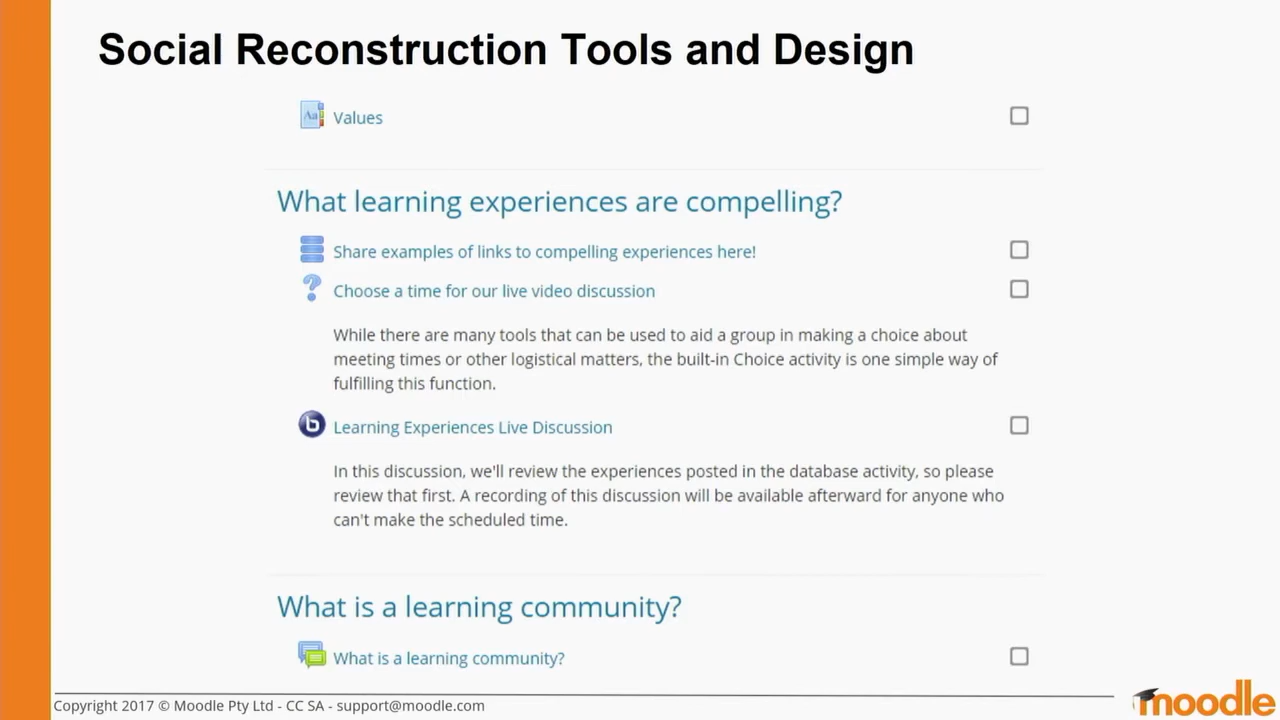 Social Reconstruction Tools and Design
Aa
Values
What learning experiences are compelling?
Share examples of links to compelling experiences here!
?
Choose a time for our live video discussion
While there are many tools that can be used to aid a group in making a choice about
meeting times or other logistical matters, the built-in Choice activity is one simple way of
fulfilling this function.
b
Learning Experiences Live Discussion
In this discussion, we'll review the experiences posted in the database activity, so please
review that first. A recording of this discussion will be available afterward for anyone who
can't make the scheduled time.
What is a learning community?
What is a learning community?
Copyright 2017 © Moodle Pty Ltd - CC SA - support@moodle.com
moodle